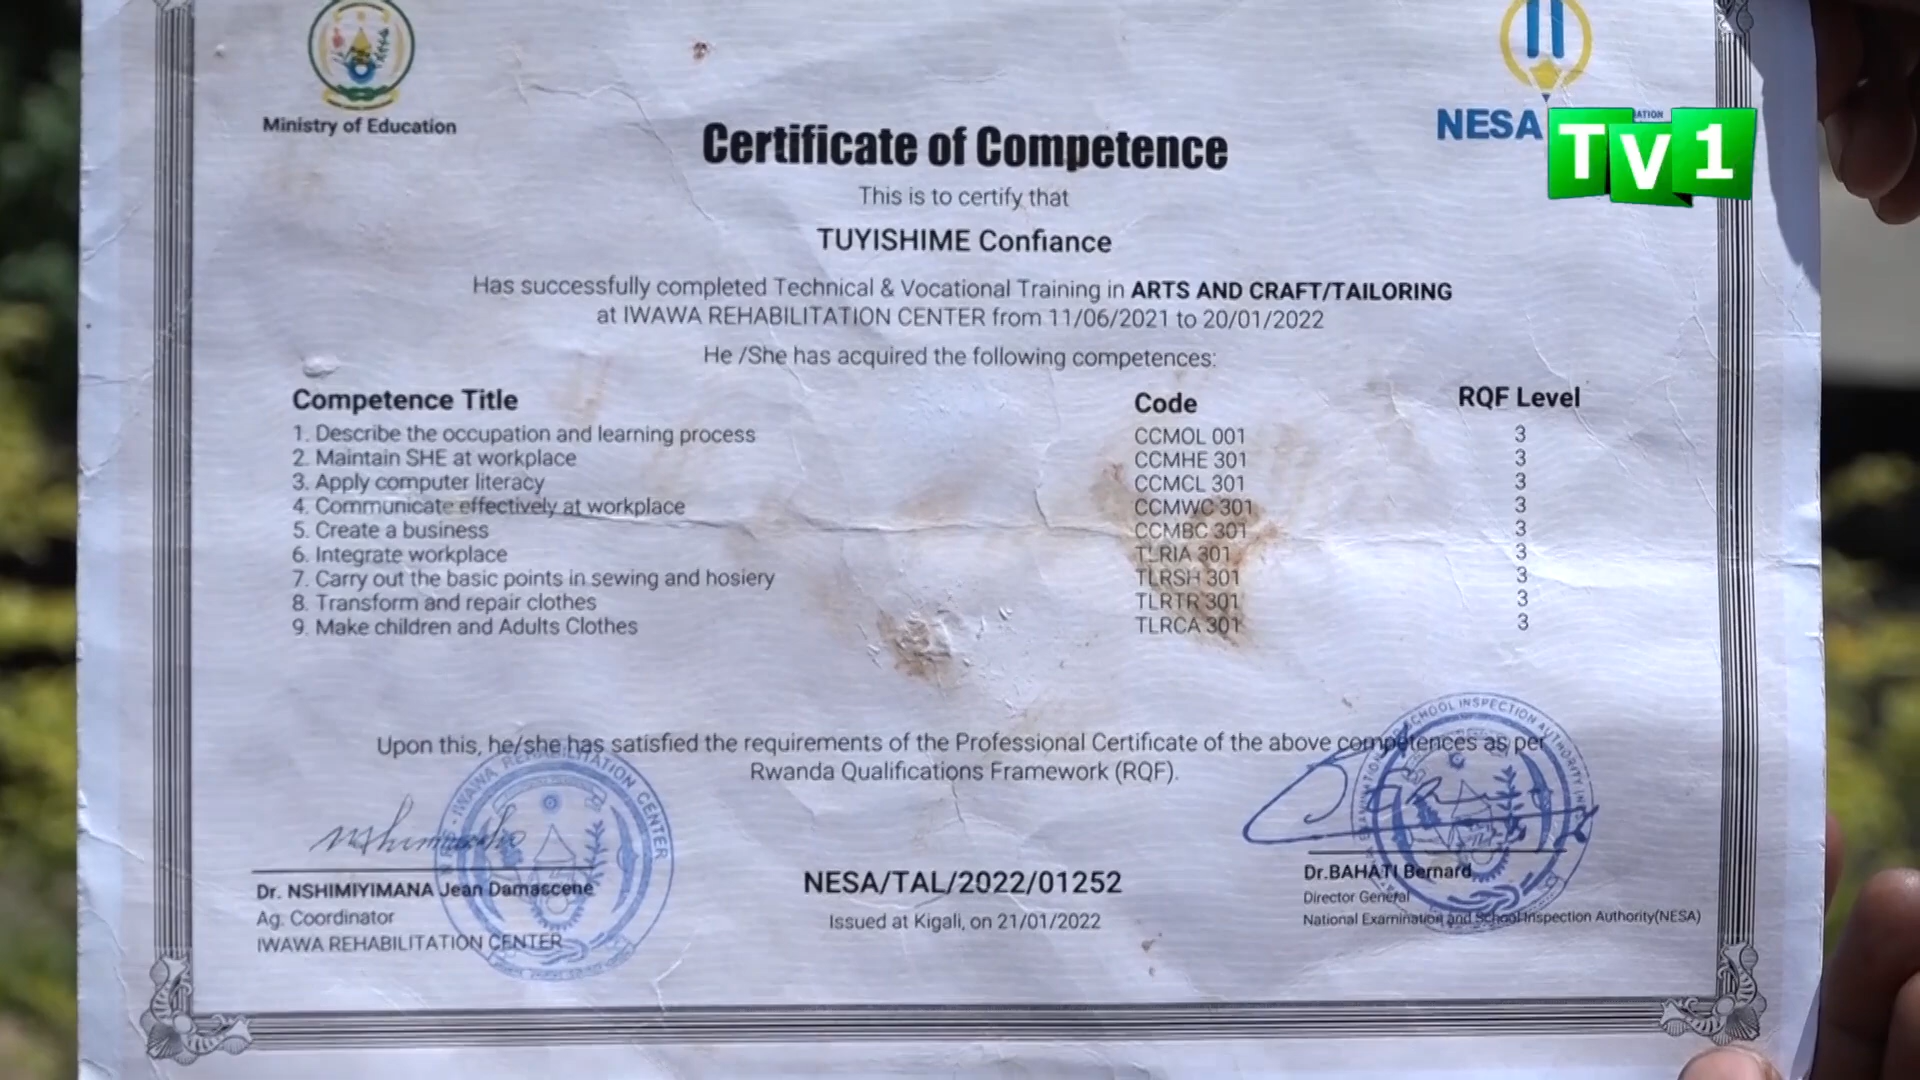 Ministry of Education
NESA
TV1
Certificate of Competence
This is to certify that
TUYISHIME Confiance
Has successfully completed Technical & Vocational Training in ARTS AND CRAFT/TAILORING
at IWAWA REHABILITATION CENTER from 11/06/2021 to 20/01/2022
He /She has acquired the following competences:
Competence Title Code RQF Level
1. Describe the occupation and learning process CCMOL 001 3
2. Maintain SHE at workplace CCMHE 301 3
3. Apply computer literacy CCMCL 301 3
4. Communicate effectively at workplace CCMWC 301 3
5. Create a business CCMBC 301 3
6. Integrate workplace TLRIA 301 3
7. Carry out the basic points in sewing and hosiery TLRSH 301 3
8. Transform and repair clothes TLRTR 301 3
9. Make children and Adults Clothes TLRCA 301 3
Upon this, he/she has satisfied the requirements of the Professional Certificate of the above competences as per
Rwanda Qualifications Framework (RQF).
IWAWA REHABILITATION CENTER
SCHOOL INSPECTION AUTHORITY
Dr. NSHIMIYIMANA Jean Damascene
Ag. Coordinator
IWAWA REHABILITATION CENTER
NESA/TAL/2022/01252
Issued at Kigali, on 21/01/2022
Dr.BAHATI Bernard
Director General
National Examination and School Inspection Authority(NESA)